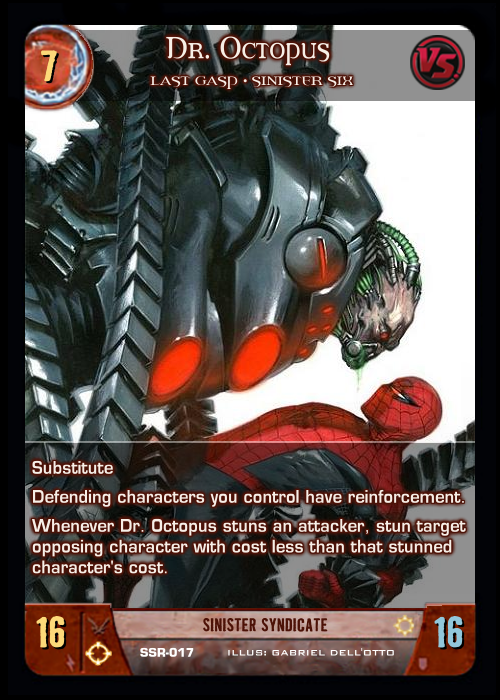 7
Dr. Octopus
VS
Last Gasp • Sinister Six
Substitute
Defending characters you control have reinforcement.
Whenever Dr. Octopus stuns an attacker, stun target
opposing character with cost less than that stunned
character's cost.
16
SINISTER SYNDICATE
16
SSR-017 ILLUS: GABRIEL DELL'OTTO